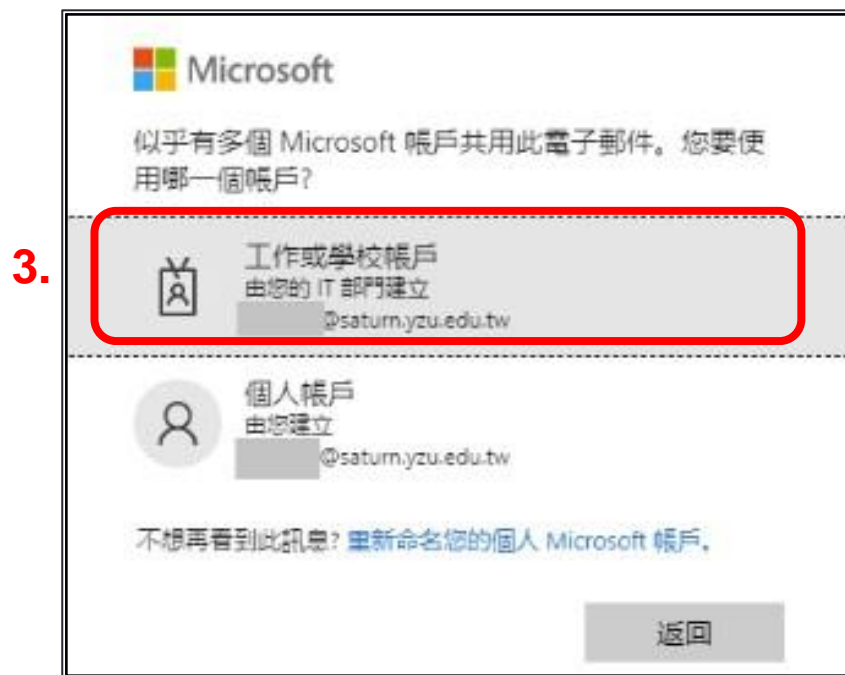 Microsoft
似乎有多個 Microsoft 帳戶共用此電子郵件。您要使
用哪一個帳戶?
3.
工作或學校帳戶
由您的 IT 部門建立
@saturn.yzu.edu.tw
個人帳戶
由您建立
@saturn.yzu.edu.tw
不想再看到此訊息? 重新命名您的個人 Microsoft 帳戶。
返回